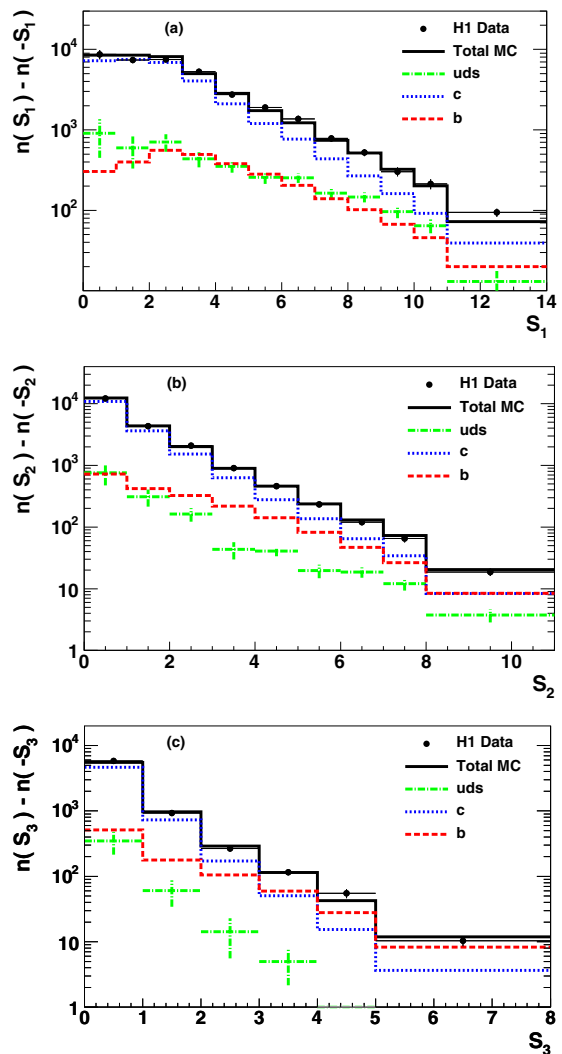 (a)
H1 Data
Total MC
uds
c
b
n( S1 ) - n( -S1 )
10^4
10^3
10^2
0 2 4 6 8 10 12 14
S1
(b)
H1 Data
Total MC
uds
c
b
n( S2 ) - n( -S2 )
10^4
10^3
10^2
10
1
0 2 4 6 8 10
S2
(c)
H1 Data
Total MC
uds
c
b
n( S3 ) - n( -S3 )
10^4
10^3
10^2
10
1
0 1 2 3 4 5 6 7 8
S3